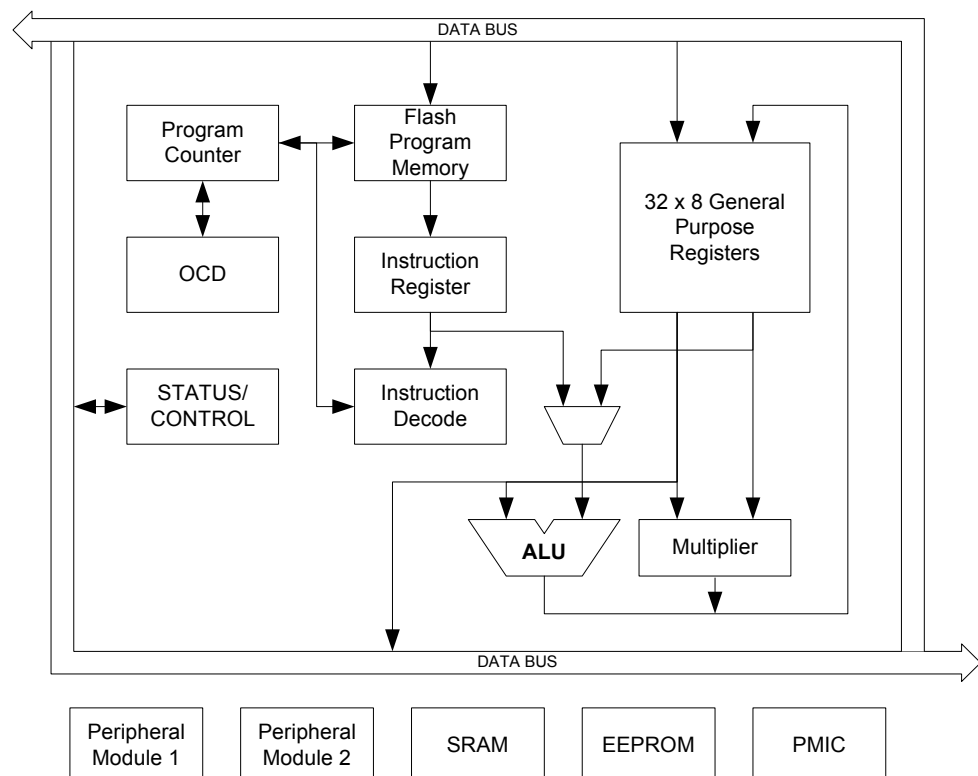 DATA BUS
Program
Counter
Flash
Program
Memory
32 x 8 General
Purpose
Registers
OCD
Instruction
Register
STATUS/
CONTROL
Instruction
Decode
ALU
Multiplier
DATA BUS
Peripheral
Module 1
Peripheral
Module 2
SRAM
EEPROM
PMIC